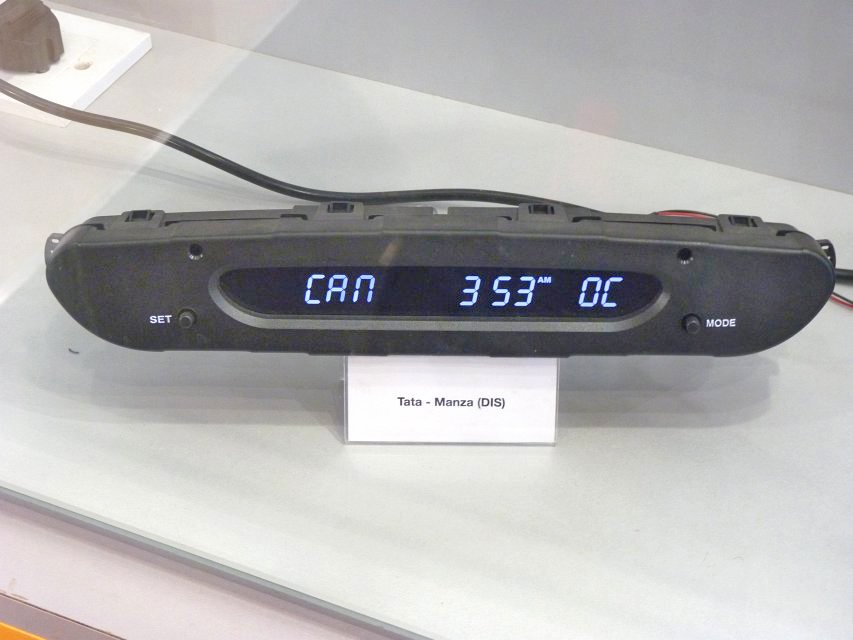 CAN 3 53 AM 0C
SET
MODE
Tata - Manza (DIS)